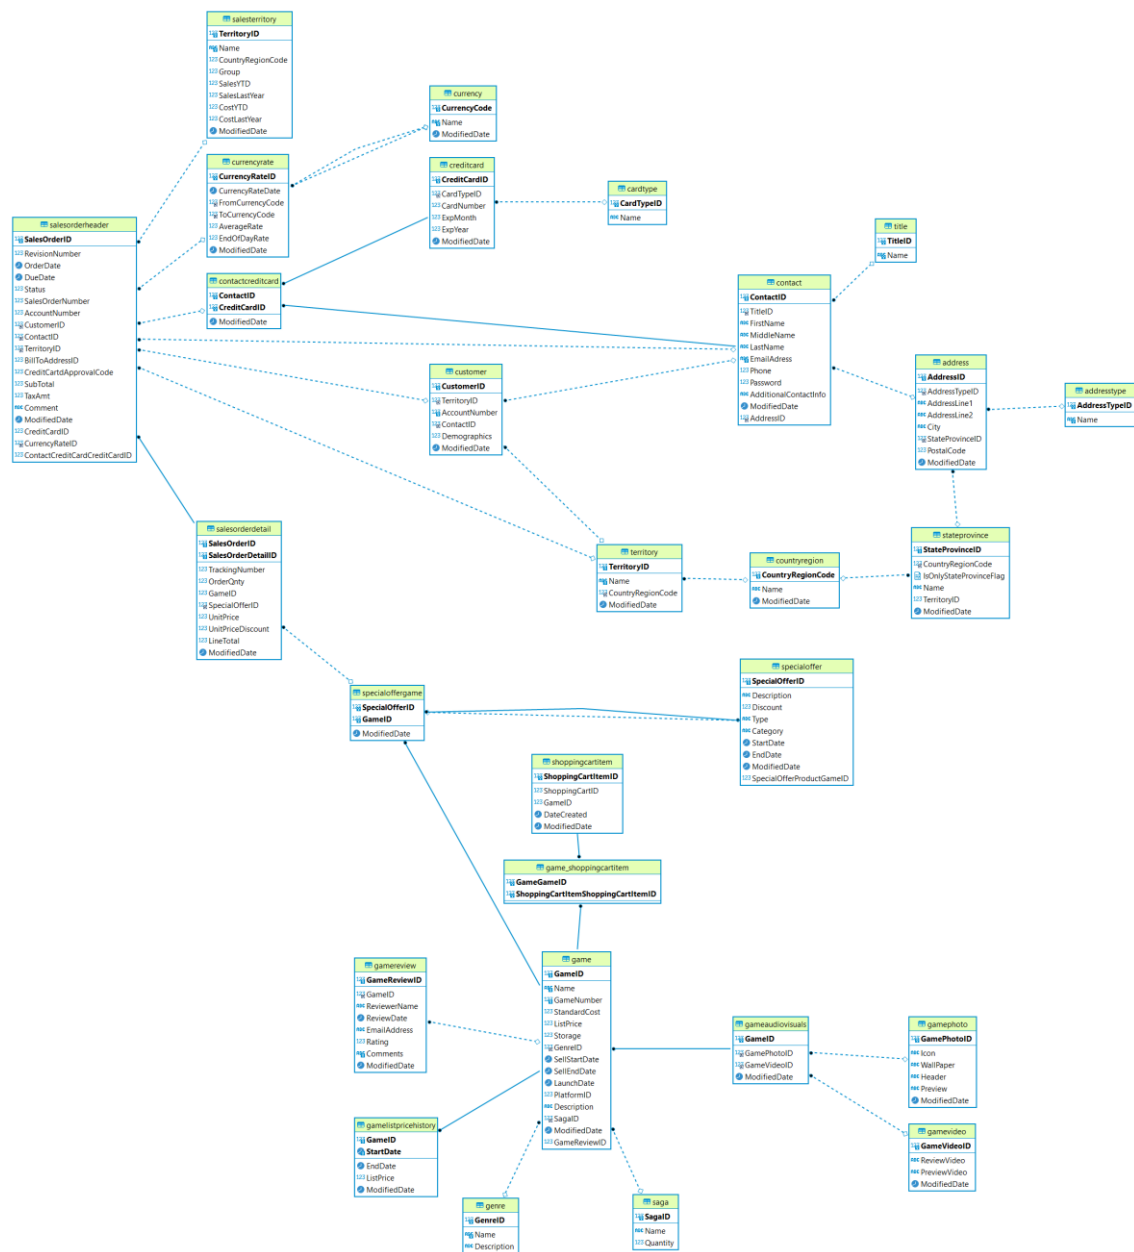 salesterritory
TerritoryID
Name
CountryRegionCode
Group
SalesYTD
SalesLastYear
CostYTD
CostLastYear
ModifiedDate
currency
CurrencyCode
Name
ModifiedDate
currencyrate
CurrencyRateID
CurrencyRateDate
FromCurrencyCode
ToCurrencyCode
AverageRate
EndOfDayRate
ModifiedDate
creditcard
CreditCardID
CardTypeID
CardNumber
ExpMonth
ExpYear
ModifiedDate
cardtype
CardTypeID
Name
salesorderheader
SalesOrderID
RevisionNumber
OrderDate
DueDate
Status
SalesOrderNumber
AccountNumber
CustomerID
ContactID
TerritoryID
BillToAddressID
CreditCartdApprovalCode
SubTotal
TaxAmt
Comment
ModifiedDate
CreditCardID
CurrencyRateID
ContactCreditCardCreditCardID
contactcreditcard
ContactID
CreditCardID
ModifiedDate
title
TitleID
Name
contact
ContactID
TitleID
FirstName
MiddleName
LastName
EmailAdress
Phone
Password
AdditionalContactInfo
ModifiedDate
AddressID
customer
CustomerID
TerritoryID
AccountNumber
ContactID
Demographics
ModifiedDate
address
AddressID
AddressTypeID
AddressLine1
AddressLine2
City
StateProvinceID
PostalCode
ModifiedDate
addresstype
AddressTypeID
Name
salesorderdetail
SalesOrderID
SalesOrderDetailID
TrackingNumber
OrderQnty
GameID
SpecialOfferID
UnitPrice
UnitPriceDiscount
LineTotal
ModifiedDate
territory
TerritoryID
Name
CountryRegionCode
ModifiedDate
countryregion
CountryRegionCode
Name
ModifiedDate
stateprovince
StateProvinceID
CountryRegionCode
IsOnlyStateProvinceFlag
Name
TerritoryID
ModifiedDate
specialoffergame
SpecialOfferID
GameID
ModifiedDate
specialoffer
SpecialOfferID
Description
Discount
Type
Category
StartDate
EndDate
ModifiedDate
SpecialOfferProductGameID
shoppingcartitem
ShoppingCartItemID
ShoppingCartID
GameID
DateCreated
ModifiedDate
game_shoppingcartitem
GameGameID
ShoppingCartItemShoppingCartItemID
gamereview
GameReviewID
GameID
ReviewerName
ReviewDate
EmailAddress
Rating
Comments
ModifiedDate
game
GameID
Name
GameNumber
StandardCost
ListPrice
Storage
GenreID
SellStartDate
SellEndDate
LaunchDate
PlatformID
Description
SagaID
ModifiedDate
GameReviewID
gameaudiovisuals
GameID
GamePhotoID
GameVideoID
ModifiedDate
gamephoto
GamePhotoID
Icon
WallPaper
Header
Preview
ModifiedDate
gamelistpricehistory
GameID
StartDate
EndDate
ListPrice
ModifiedDate
gamevideo
GameVideoID
ReviewVideo
PreviewVideo
ModifiedDate
genre
GenreID
Name
Description
saga
SagaID
Name
Quantity